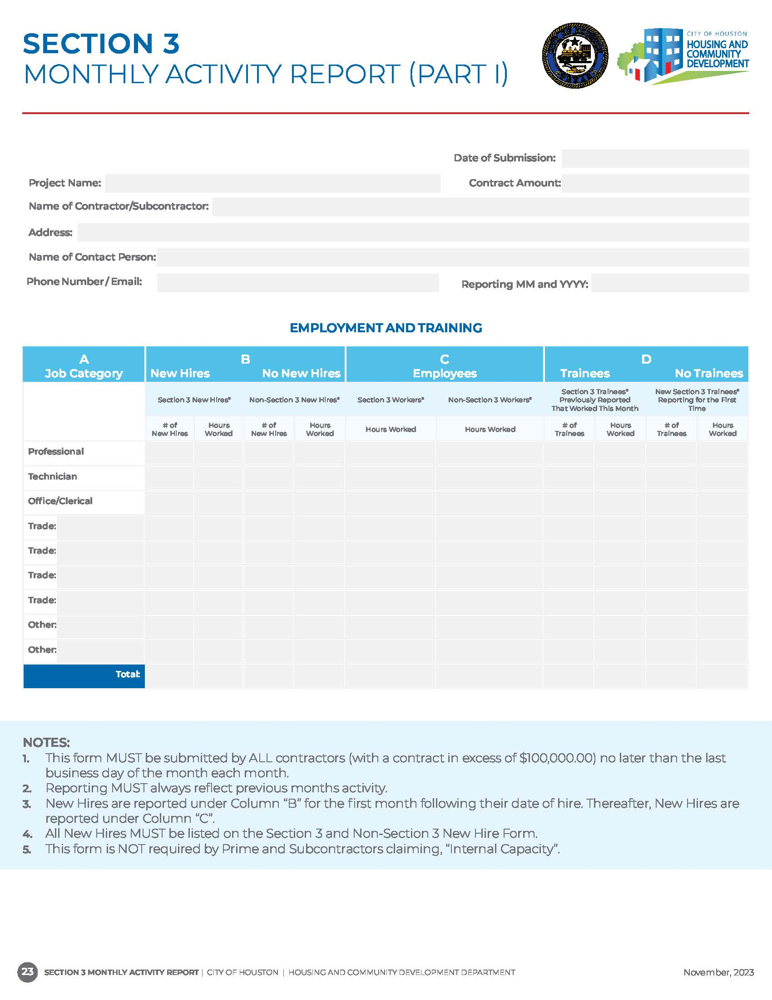 SECTION 3
MONTHLY ACTIVITY REPORT (PART I)
CITY OF HOUSTON
HOUSING AND
COMMUNITY
DEVELOPMENT
Date of Submission:
Project Name:
Contract Amount:
Name of Contractor/Subcontractor:
Address:
Name of Contact Person:
Phone Number / Email:
Reporting MM and YYYY:
EMPLOYMENT AND TRAINING
A B C D
Job Category New Hires No New Hires Employees Trainees No Trainees
Section 3 New Hires* Non-Section 3 New Hires* Section 3 Workers* Non-Section 3 Workers*
Section 3 Trainees*
Previously Reported
That Worked This Month
New Section 3 Trainees*
Reporting for the First
Time
# of
New Hires
Hours
Worked
# of
New Hires
Hours
Worked
Hours Worked
Hours Worked
# of
Trainees
Hours
Worked
# of
Trainees
Hours
Worked
Professional
Technician
Office/Clerical
Trade:
Trade:
Trade:
Trade:
Other:
Other:
Total:
NOTES:
1. This form MUST be submitted by ALL contractors (with a contract in excess of $100,000.00) no later than the last
business day of the month each month.
2. Reporting MUST always reflect previous months activity.
3. New Hires are reported under Column “B” for the first month following their date of hire. Thereafter, New Hires are
reported under Column “C”.
4. All New Hires MUST be listed on the Section 3 and Non-Section 3 New Hire Form.
5. This form is NOT required by Prime and Subcontractors claiming, “Internal Capacity”.
23 SECTION 3 MONTHLY ACTIVITY REPORT | CITY OF HOUSTON | HOUSING AND COMMUNITY DEVELOPMENT DEPARTMENT
November, 2023